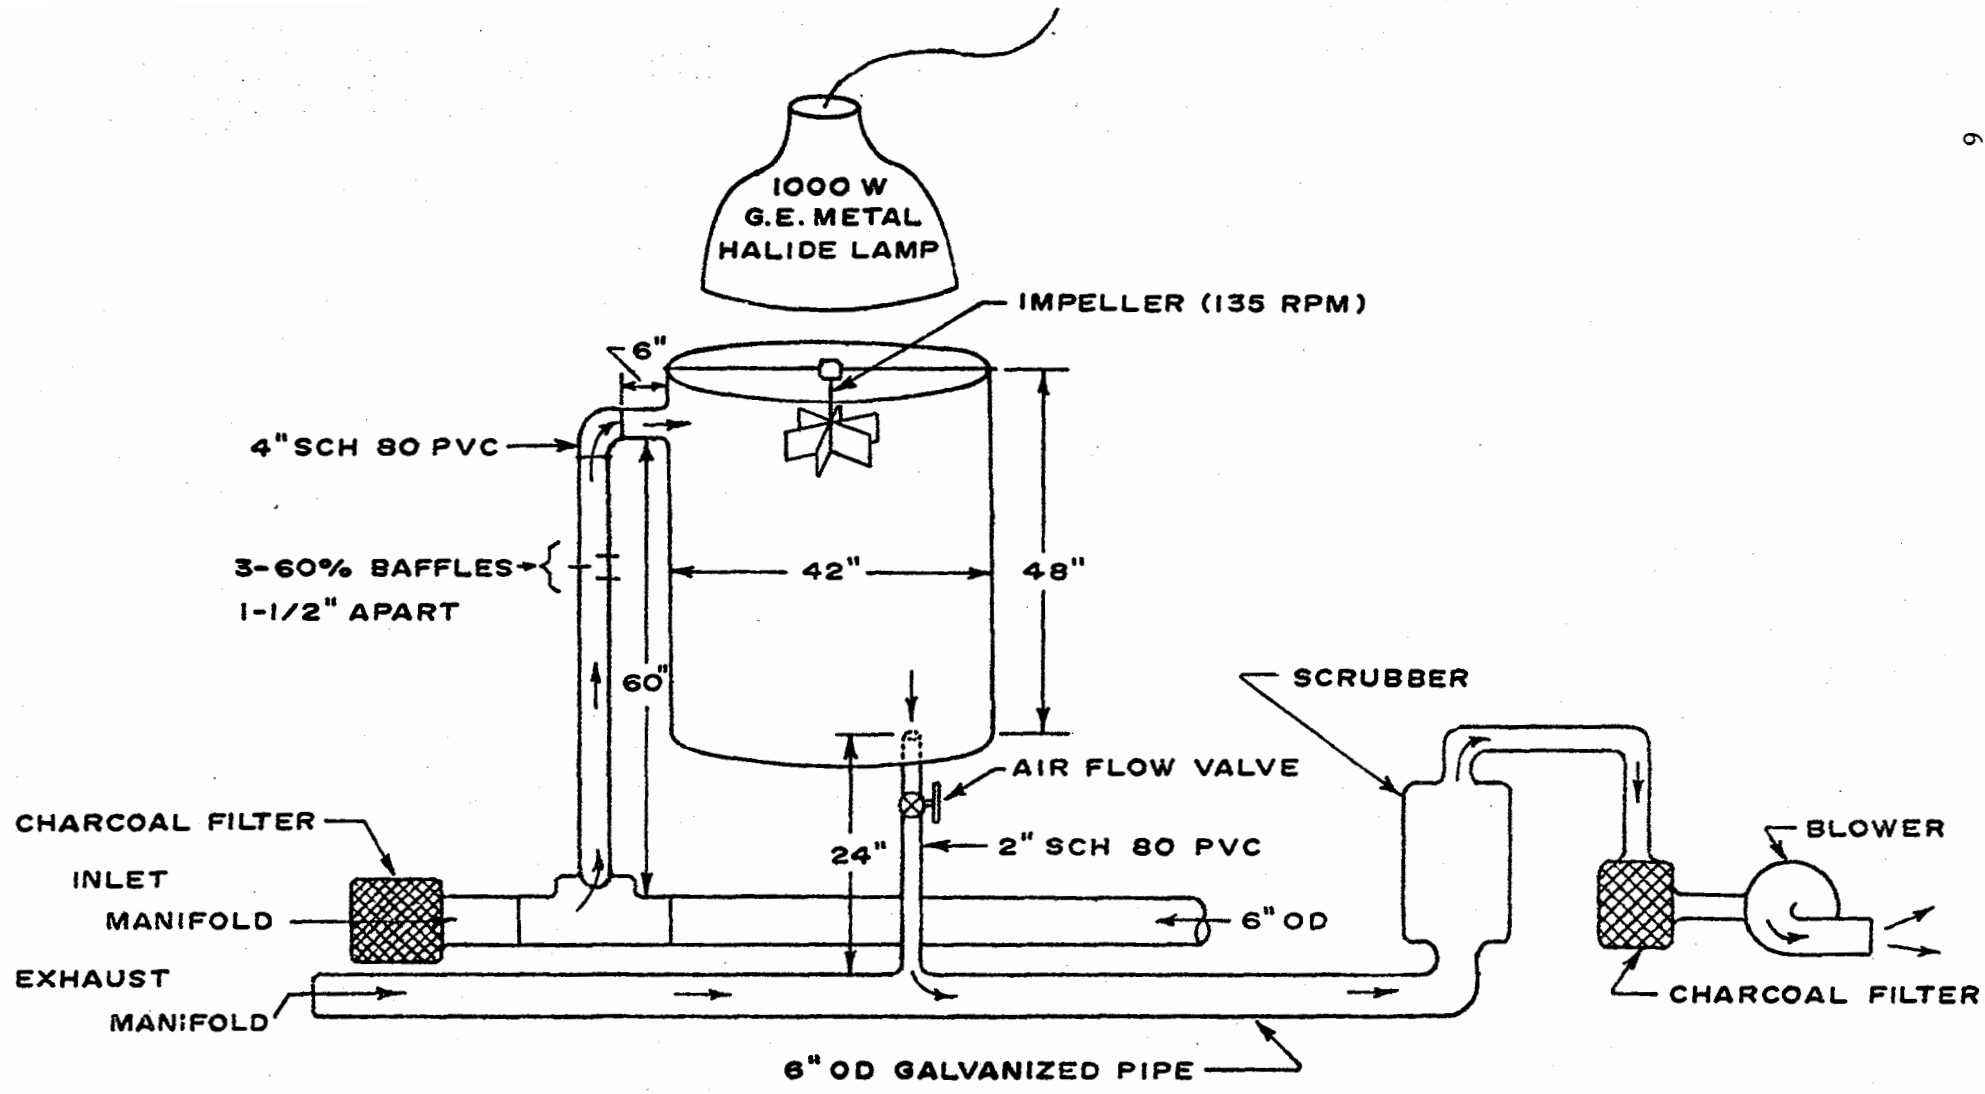 6
1000 W
G.E. METAL
HALIDE LAMP
IMPELLER (135 RPM)
6"
4" SCH 80 PVC
3-60% BAFFLES
1-1/2" APART
42"
48"
60"
SCRUBBER
AIR FLOW VALVE
CHARCOAL FILTER
24"
2" SCH 80 PVC
BLOWER
INLET
MANIFOLD
6" OD
EXHAUST
MANIFOLD
CHARCOAL FILTER
6" OD GALVANIZED PIPE